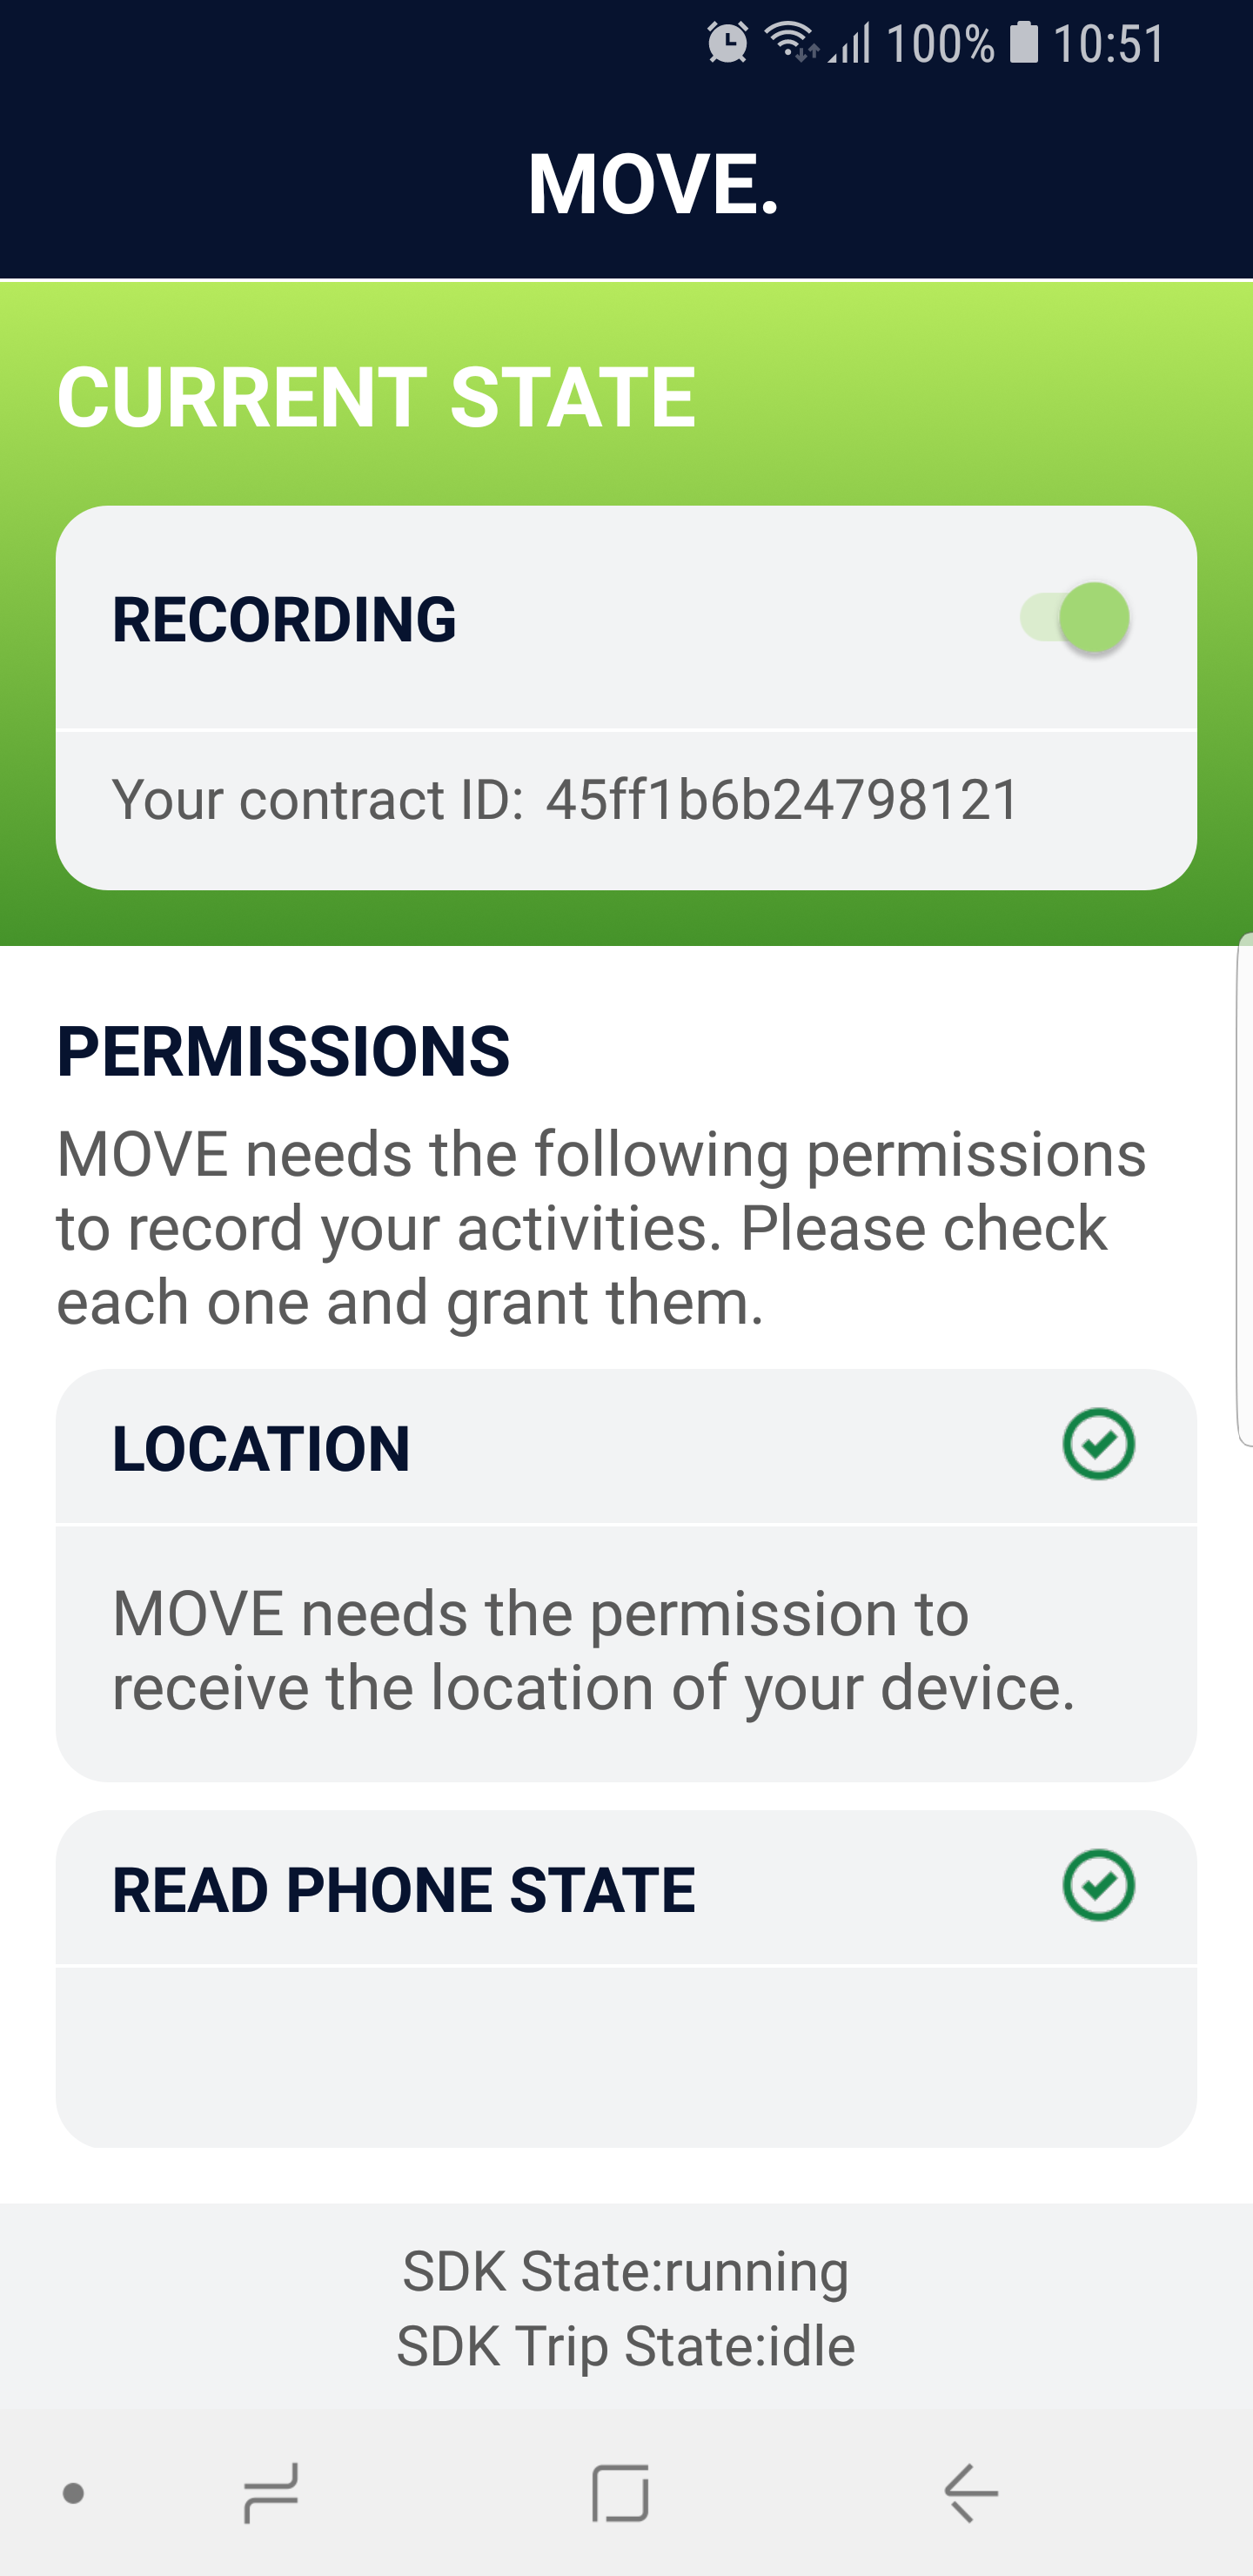 100% 10:51
MOVE.
CURRENT STATE
RECORDING
Your contract ID: 45ff1b6b24798121
PERMISSIONS
MOVE needs the following permissions
to record your activities. Please check
each one and grant them.
LOCATION
MOVE needs the permission to
receive the location of your device.
READ PHONE STATE
SDK State:running
SDK Trip State:idle